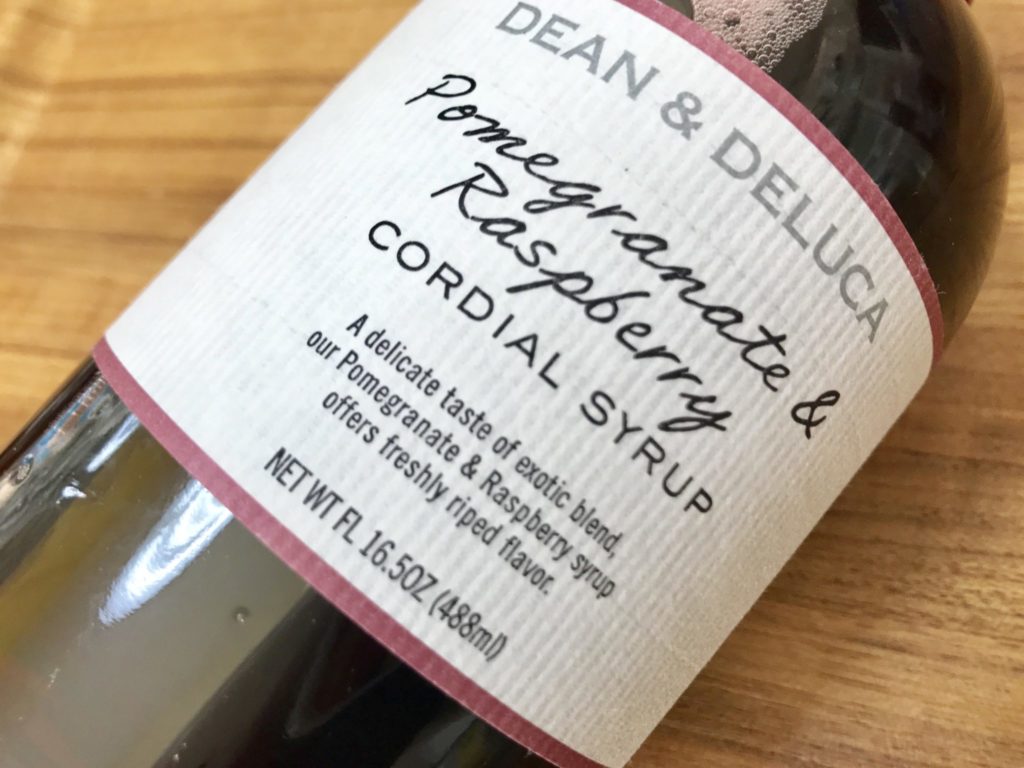 DEAN & DELUCA
Pomegranate &
Raspberry
CORDIAL SYRUP
A delicate taste of exotic blend,
our Pomegranate & Raspberry syrup
offers freshly riped flavor.
NET WT FL 16.5OZ (488ml)